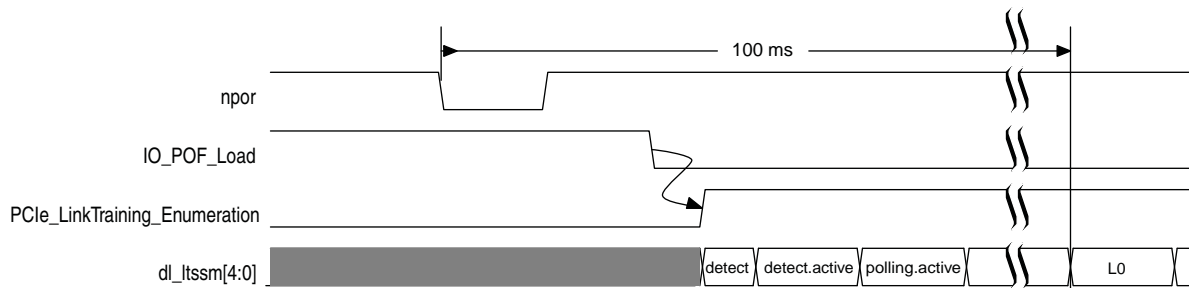 100 ms
npor
IO_POF_Load
PCIe_LinkTraining_Enumeration
dl_ltssm[4:0] detect detect.active polling.active L0